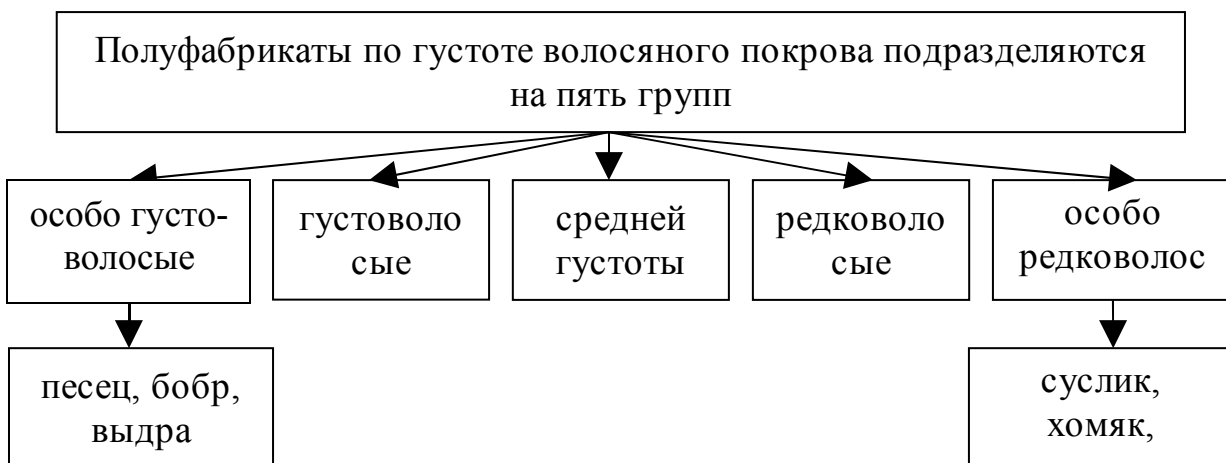 Полуфабрикаты по густоте волосяного покрова подразделяются
на пять групп
особо густо-
волосые
густоволо
сые
средней
густоты
редковоло
сые
особо
редковолос
песец, бобр,
выдра
суслик,
хомяк,